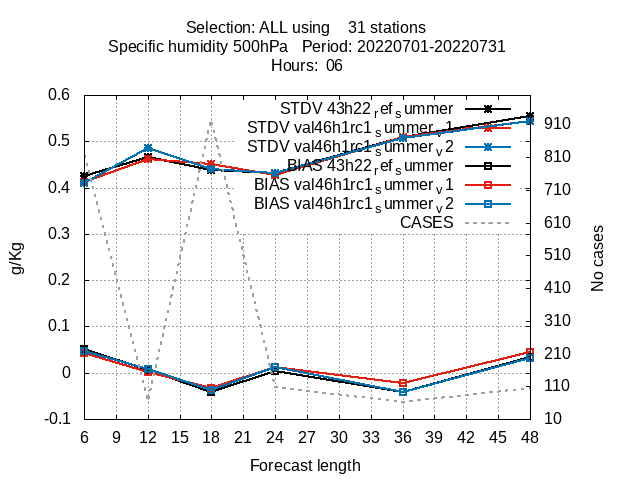 Selection: ALL using    31 stations
Specific humidity 500hPa   Period: 20220701-20220731
Hours:  06
STDV 43h22_ref_summer
STDV val46h1rc1_summer_v1
STDV val46h1rc1_summer_v2
BIAS 43h22_ref_summer
BIAS val46h1rc1_summer_v1
BIAS val46h1rc1_summer_v2
CASES
0.6
0.5
0.4
0.3
0.2
0.1
0
-0.1
g/Kg
910
810
710
610
510
410
310
210
110
10
No cases
6 9 12 15 18 21 24 27 30 33 36 39 42 45 48
Forecast length